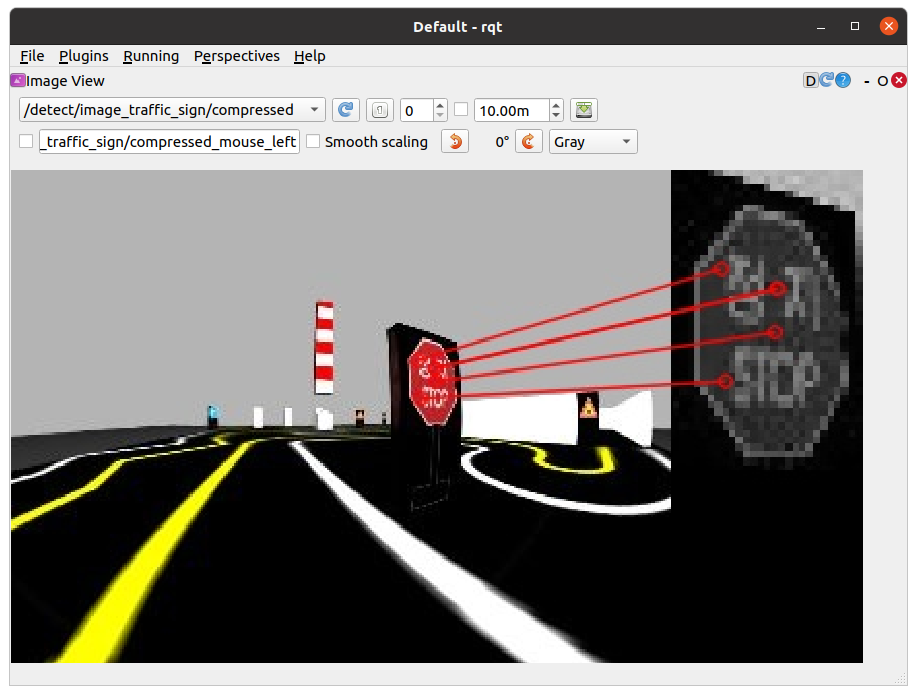 Default - rqt
File Plugins Running Perspectives Help
Image View
D
- O
/detect/image_traffic_sign/compressed 0 10.00m
_traffic_sign/compressed_mouse_left Smooth scaling 0° Gray
STOP
STOP